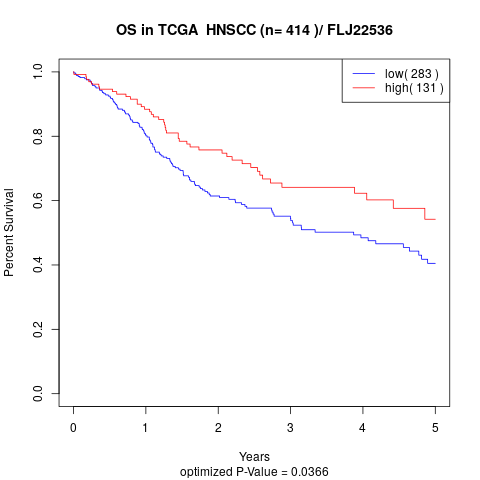 OS in TCGA  HNSCC (n= 414 )/ FLJ22536
low( 283 )
high( 131 )
Percent Survival
1.0
0.8
0.6
0.4
0.2
0.0
0 1 2 3 4 5
Years
optimized P-Value = 0.0366